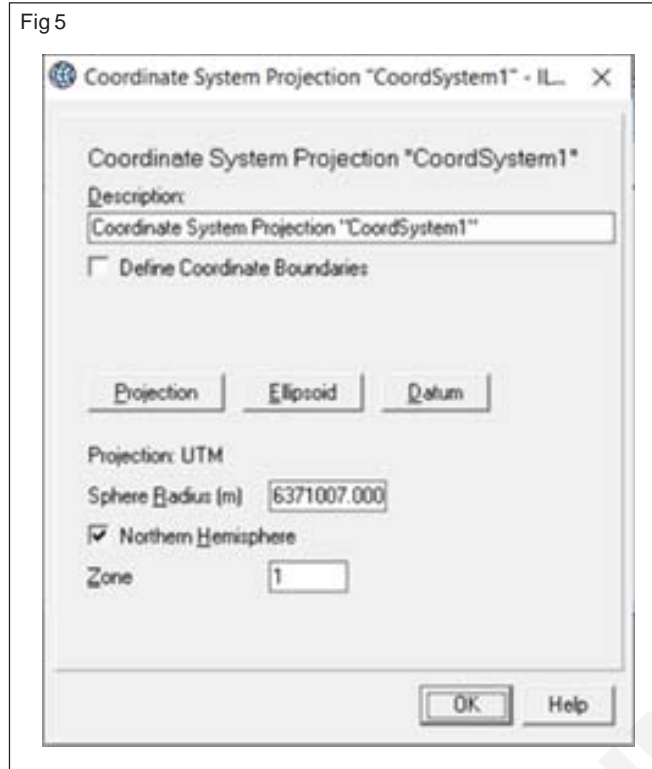 Fig 5
Coordinate System Projection "CoordSystem1" - IL...
Coordinate System Projection "CoordSystem1"
Description:
Coordinate System Projection "CoordSystem1"
Define Coordinate Boundaries
Projection Ellipsoid Datum
Projection: UTM
Sphere Radius (m) 6371007.000
Northern Hemisphere
Zone 1
OK Help